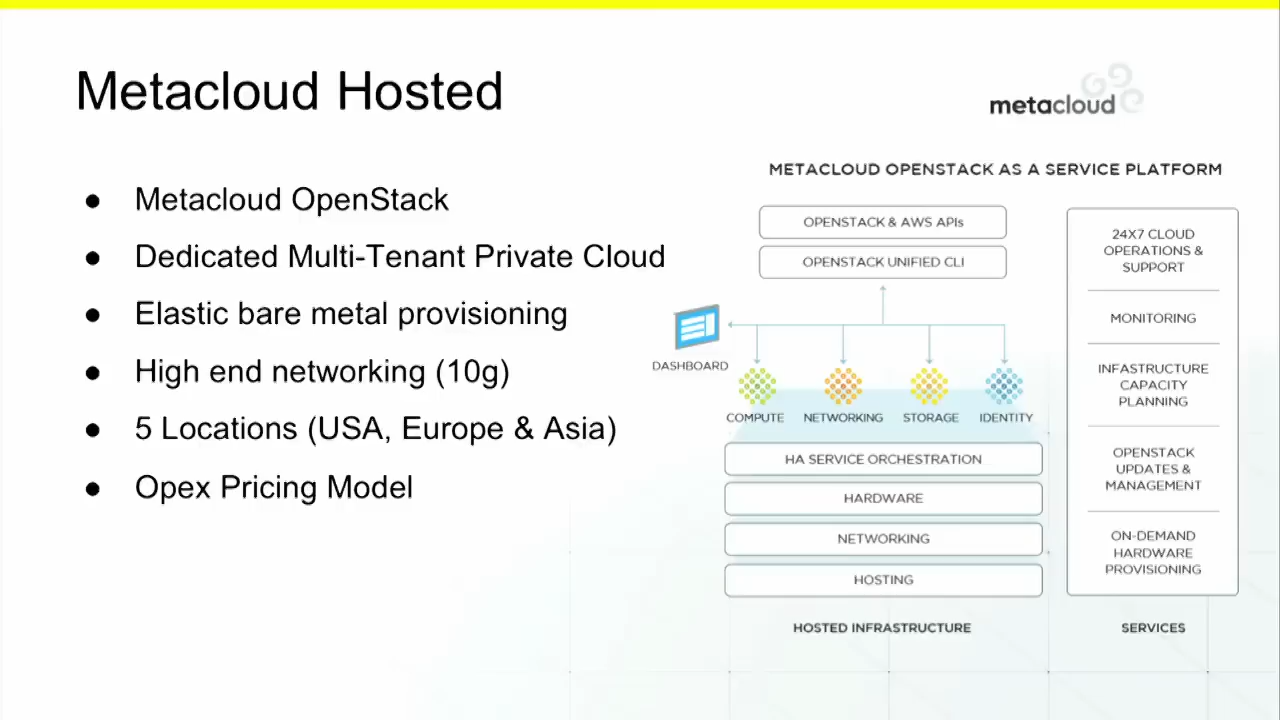 Metacloud Hosted
● Metacloud OpenStack
● Dedicated Multi-Tenant Private Cloud
● Elastic bare metal provisioning
● High end networking (10g)
● 5 Locations (USA, Europe & Asia)
● Opex Pricing Model
metacloud
METACLOUD OPENSTACK AS A SERVICE PLATFORM
OPENSTACK & AWS APIs
OPENSTACK UNIFIED CLI
DASHBOARD
COMPUTE
NETWORKING
STORAGE
IDENTITY
HA SERVICE ORCHESTRATION
HARDWARE
NETWORKING
HOSTING
HOSTED INFRASTRUCTURE
24X7 CLOUD
OPERATIONS &
SUPPORT
MONITORING
INFASTRUCTURE
CAPACITY
PLANNING
OPENSTACK
UPDATES &
MANAGEMENT
ON-DEMAND
HARDWARE
PROVISIONING
SERVICES